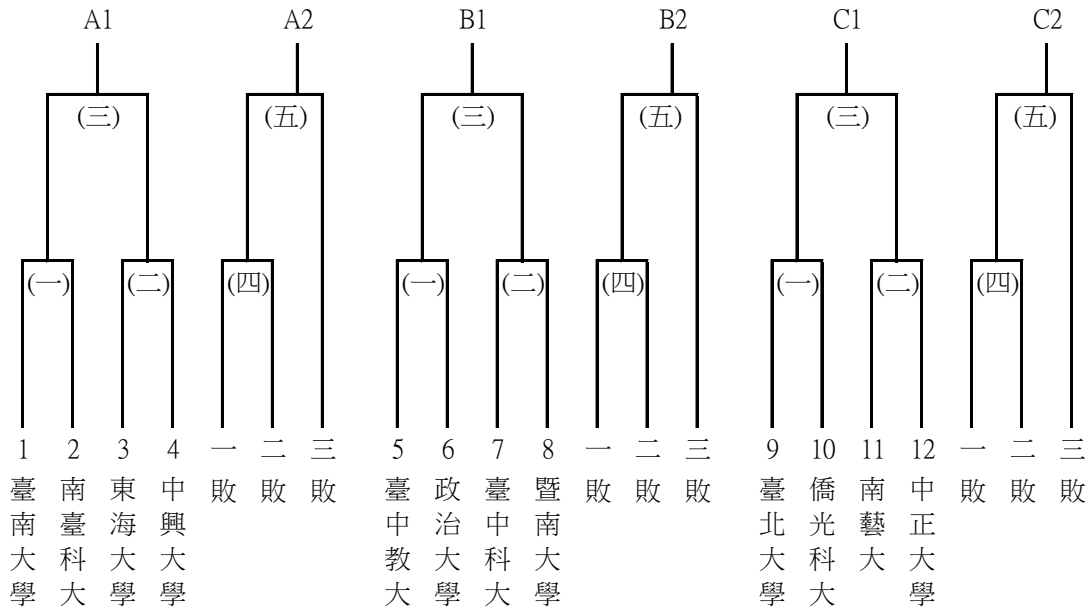 A1 A2 B1 B2 C1 C2
(三) (五) (三) (五) (三) (五)
(一) (二) (四) (一) (二) (四) (一) (二) (四)
1 2 3 4 一 二 三 5 6 7 8 一 二 三 9 10 11 12 一 二 三
臺南大學
南臺科大
東海大學
中興大學
敗
敗
敗
臺中教大
政治大學
臺中科大
暨南大學
敗
敗
敗
臺北大學
僑光科大
南藝大
中正大學
敗
敗
敗